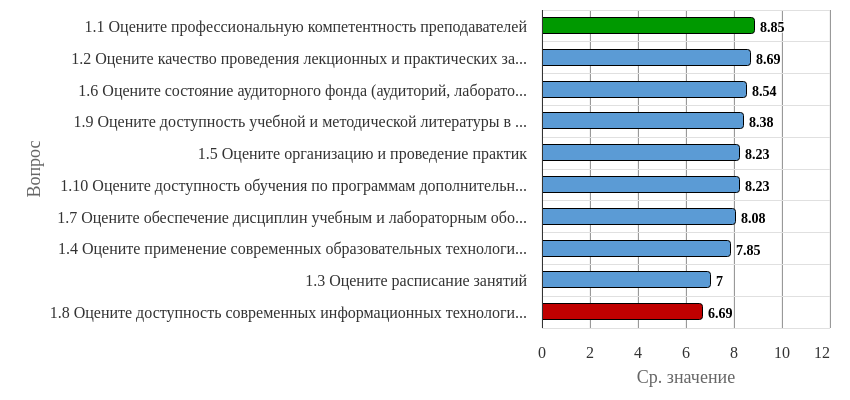 1.1 Оцените профессиональную компетентность преподавателей 8.85
1.2 Оцените качество проведения лекционных и практических за... 8.69
1.6 Оцените состояние аудиторного фонда (аудиторий, лаборато... 8.54
1.9 Оцените доступность учебной и методической литературы в ... 8.38
1.5 Оцените организацию и проведение практик 8.23
1.10 Оцените доступность обучения по программам дополнительн... 8.23
1.7 Оцените обеспечение дисциплин учебным и лабораторным обо... 8.08
1.4 Оцените применение современных образовательных технологи... 7.85
1.3 Оцените расписание занятий 7
1.8 Оцените доступность современных информационных технологи... 6.69
Вопрос
0 2 4 6 8 10 12
Ср. значение